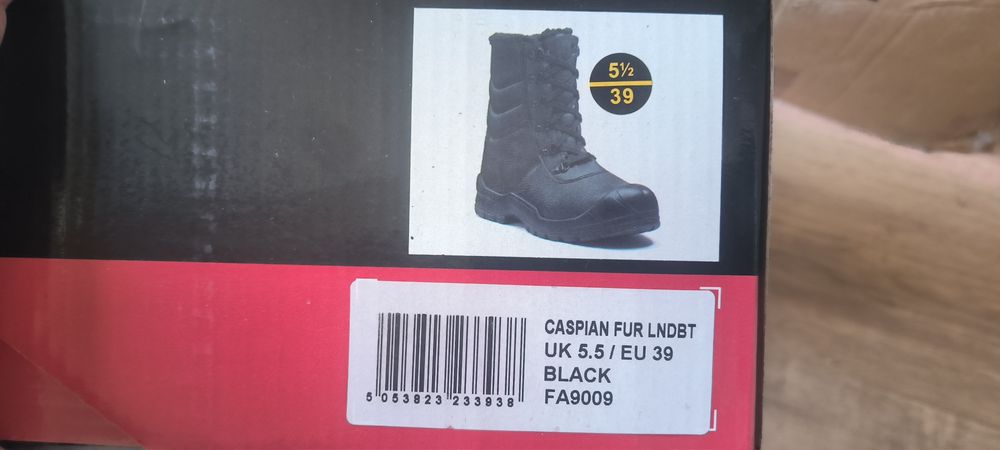 5½
39
CASPIAN FUR LNDBT
UK 5.5 / EU 39
BLACK
FA9009
5 053823 233938